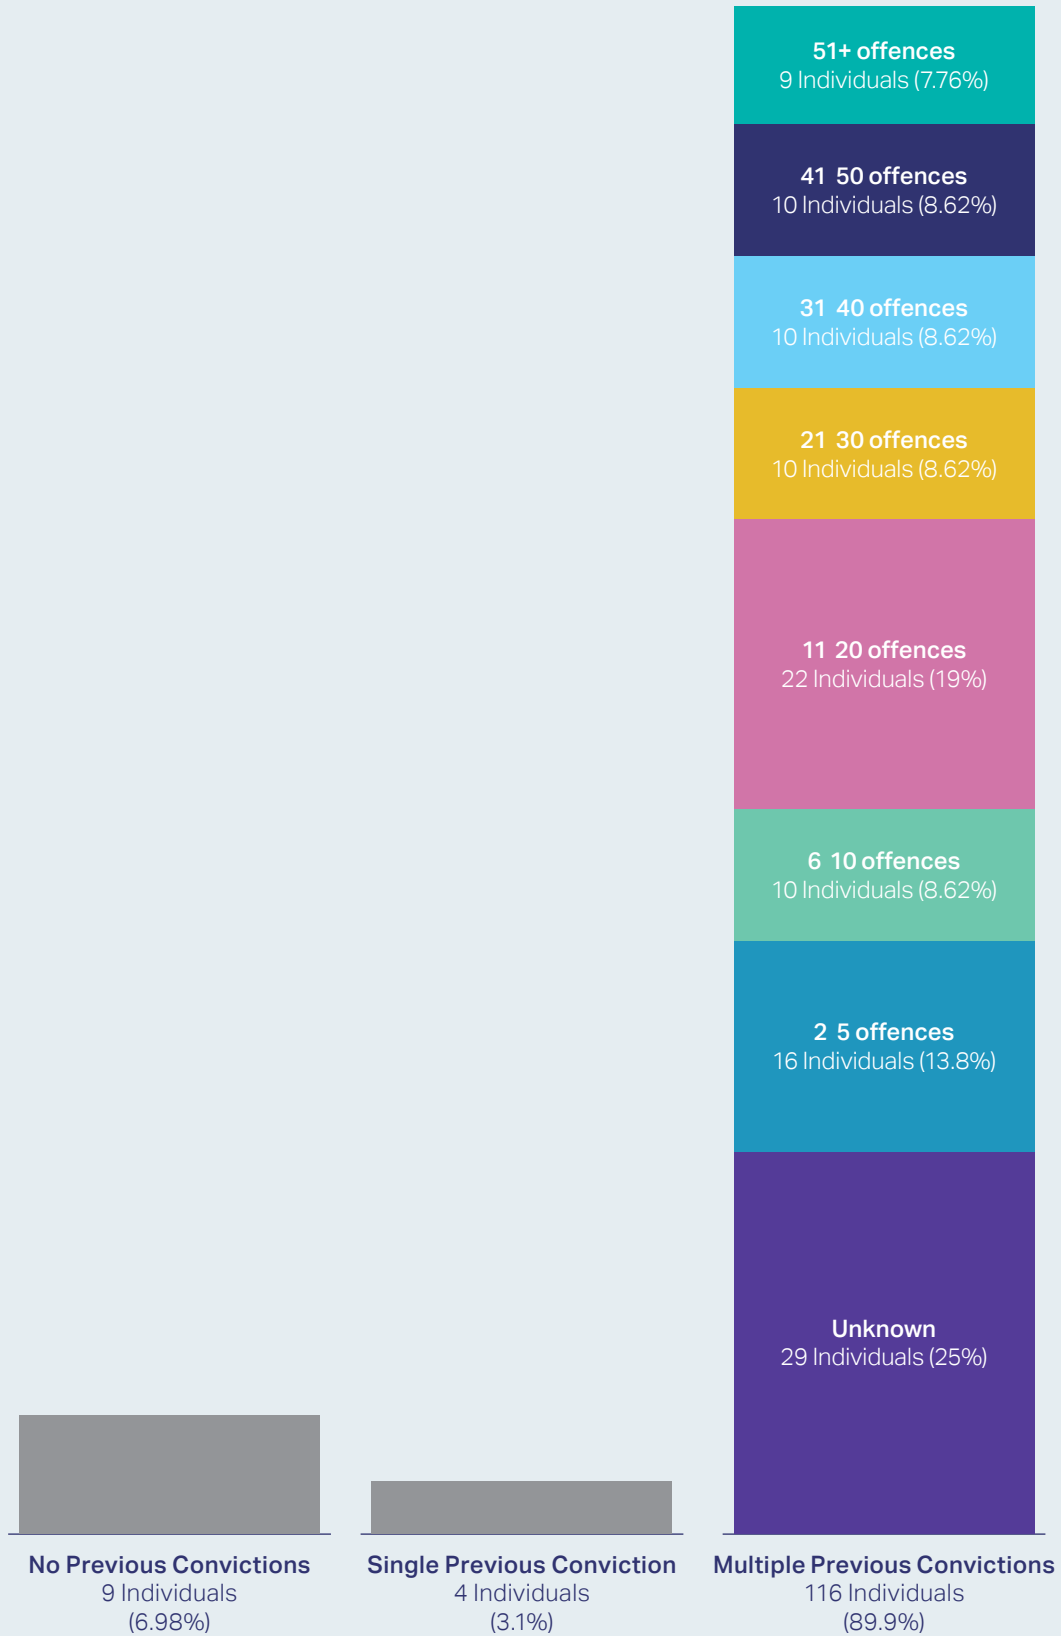 51+ offences
9 Individuals (7.76%)
41 50 offences
10 Individuals (8.62%)
31 40 offences
10 Individuals (8.62%)
21 30 offences
10 Individuals (8.62%)
11 20 offences
22 Individuals (19%)
6 10 offences
10 Individuals (8.62%)
2 5 offences
16 Individuals (13.8%)
Unknown
29 Individuals (25%)
No Previous Convictions
9 Individuals
(6.98%)
Single Previous Conviction
4 Individuals
(3.1%)
Multiple Previous Convictions
116 Individuals
(89.9%)